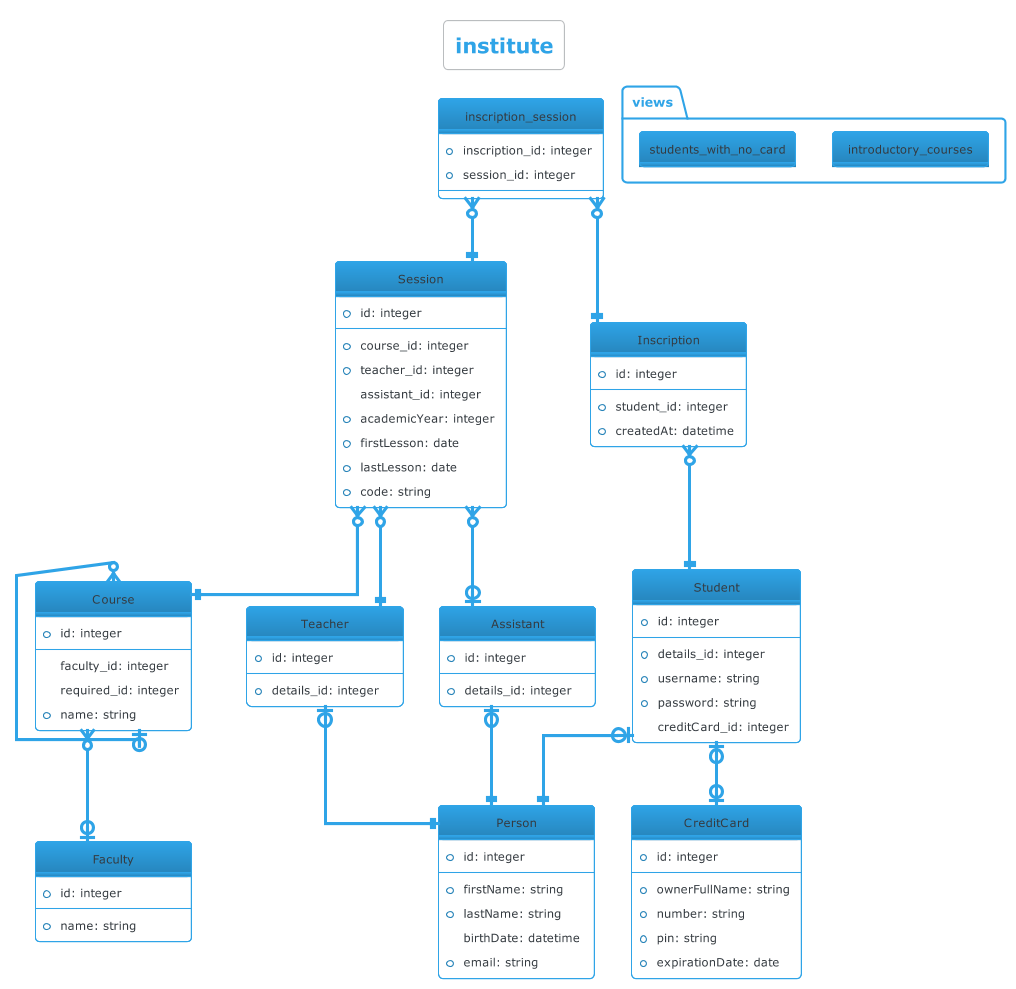 institute
views
students_with_no_card
introductory_courses
inscription_session
inscription_id: integer
session_id: integer
Session
id: integer
course_id: integer
teacher_id: integer
assistant_id: integer
academicYear: integer
firstLesson: date
lastLesson: date
code: string
Inscription
id: integer
student_id: integer
createdAt: datetime
Course
id: integer
faculty_id: integer
required_id: integer
name: string
Teacher
id: integer
details_id: integer
Assistant
id: integer
details_id: integer
Student
id: integer
details_id: integer
username: string
password: string
creditCard_id: integer
Faculty
id: integer
name: string
Person
id: integer
firstName: string
lastName: string
birthDate: datetime
email: string
CreditCard
id: integer
ownerFullName: string
number: string
pin: string
expirationDate: date